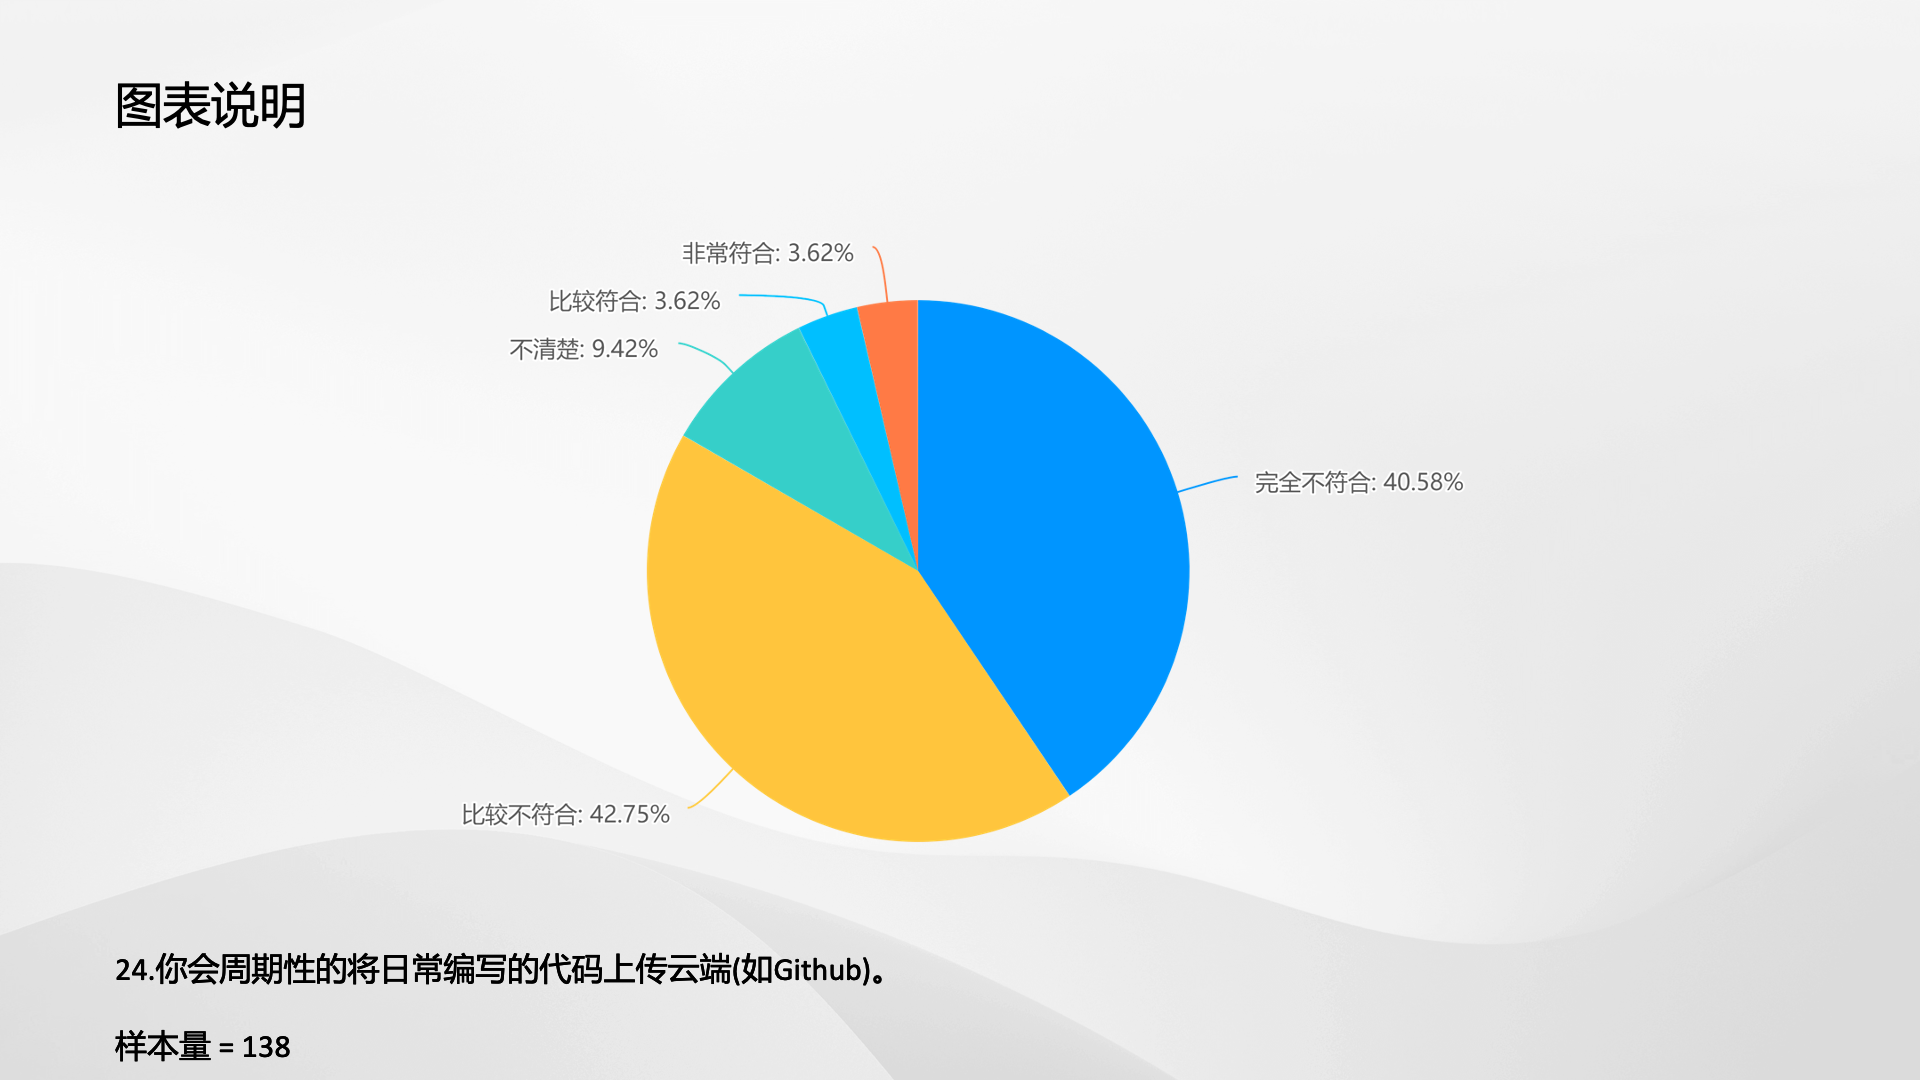 图表说明
非常符合: 3.62%
比较符合: 3.62%
不清楚: 9.42%
完全不符合: 40.58%
比较不符合: 42.75%
24.你会周期性的将日常编写的代码上传云端(如Github)。
样本量 = 138